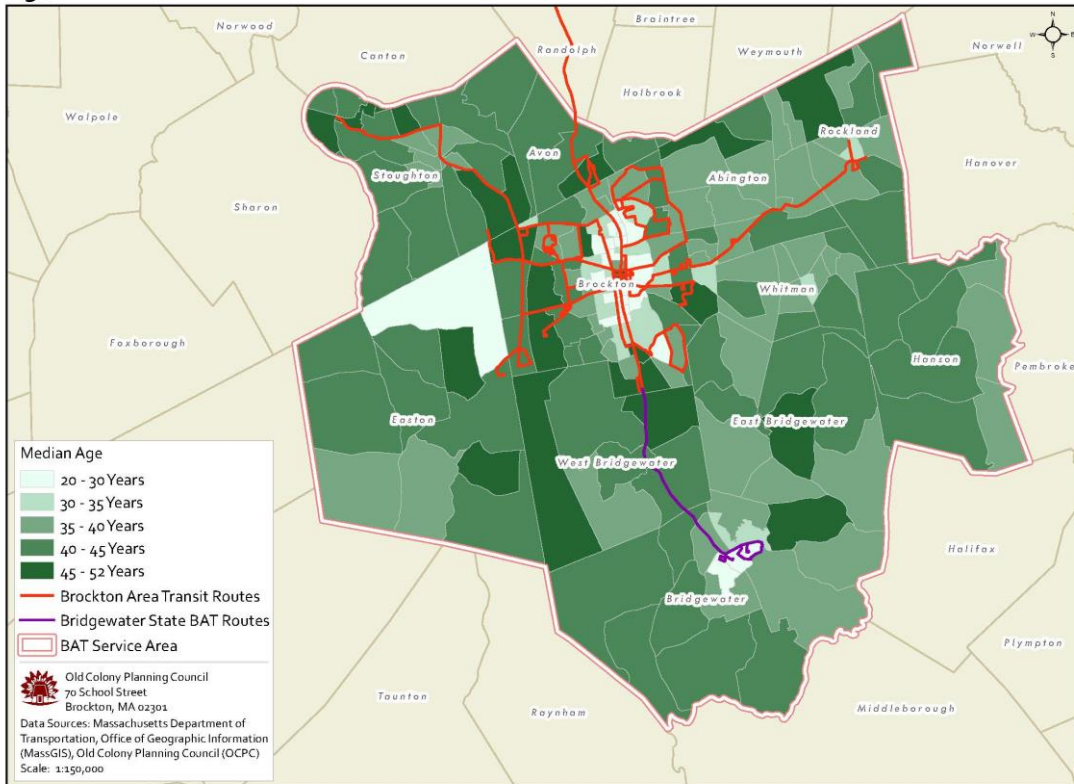 Norwood
Canton
Randolph
Braintree
Weymouth
Norwell
N
W
E
S
Holbrook
Walpole
Rockland
Avon
Hanover
Stoughton
Abington
Sharon
Brockton
Whitman
Foxborough
Hanson
Pembroke
Easton
East Bridgewater
West Bridgewater
Halifax
Bridgewater
Plympton
Taunton
Raynham
Middleborough
Median Age
20 - 30 Years
30 - 35 Years
35 - 40 Years
40 - 45 Years
45 - 52 Years
Brockton Area Transit Routes
Bridgewater State BAT Routes
BAT Service Area
Old Colony Planning Council
70 School Street
Brockton, MA 02301
Data Sources: Massachusetts Department of
Transportation, Office of Geographic Information
(MassGIS), Old Colony Planning Council (OCPC)
Scale: 1:150,000